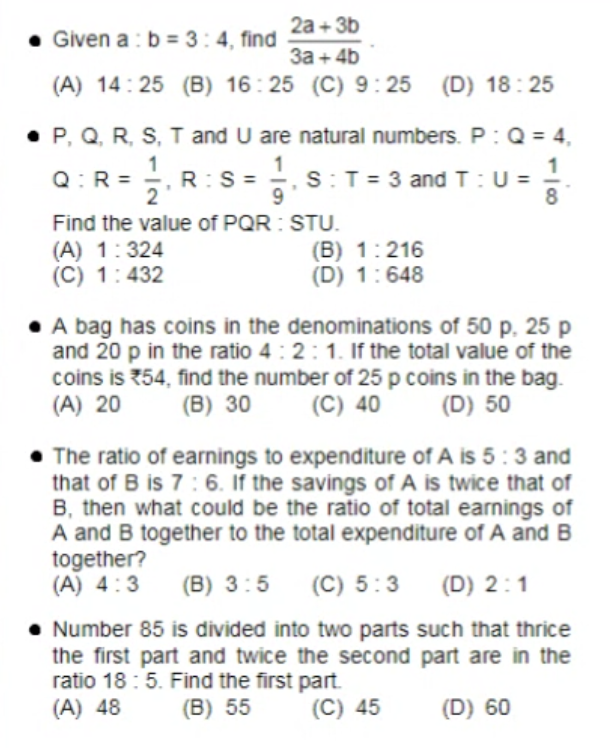 • Given a : b = 3 : 4, find (2a + 3b)/(3a + 4b) .
(A) 14 : 25 (B) 16 : 25 (C) 9 : 25 (D) 18 : 25
• P, Q, R, S, T and U are natural numbers. P : Q = 4,
Q : R = 1/2, R : S = 1/9, S : T = 3 and T : U = 1/8.
Find the value of PQR : STU.
(A) 1 : 324 (B) 1 : 216
(C) 1 : 432 (D) 1 : 648
• A bag has coins in the denominations of 50 p, 25 p
and 20 p in the ratio 4 : 2 : 1. If the total value of the
coins is ₹54, find the number of 25 p coins in the bag.
(A) 20 (B) 30 (C) 40 (D) 50
• The ratio of earnings to expenditure of A is 5 : 3 and
that of B is 7 : 6. If the savings of A is twice that of
B, then what could be the ratio of total earnings of
A and B together to the total expenditure of A and B
together?
(A) 4 : 3 (B) 3 : 5 (C) 5 : 3 (D) 2 : 1
• Number 85 is divided into two parts such that thrice
the first part and twice the second part are in the
ratio 18 : 5. Find the first part.
(A) 48 (B) 55 (C) 45 (D) 60